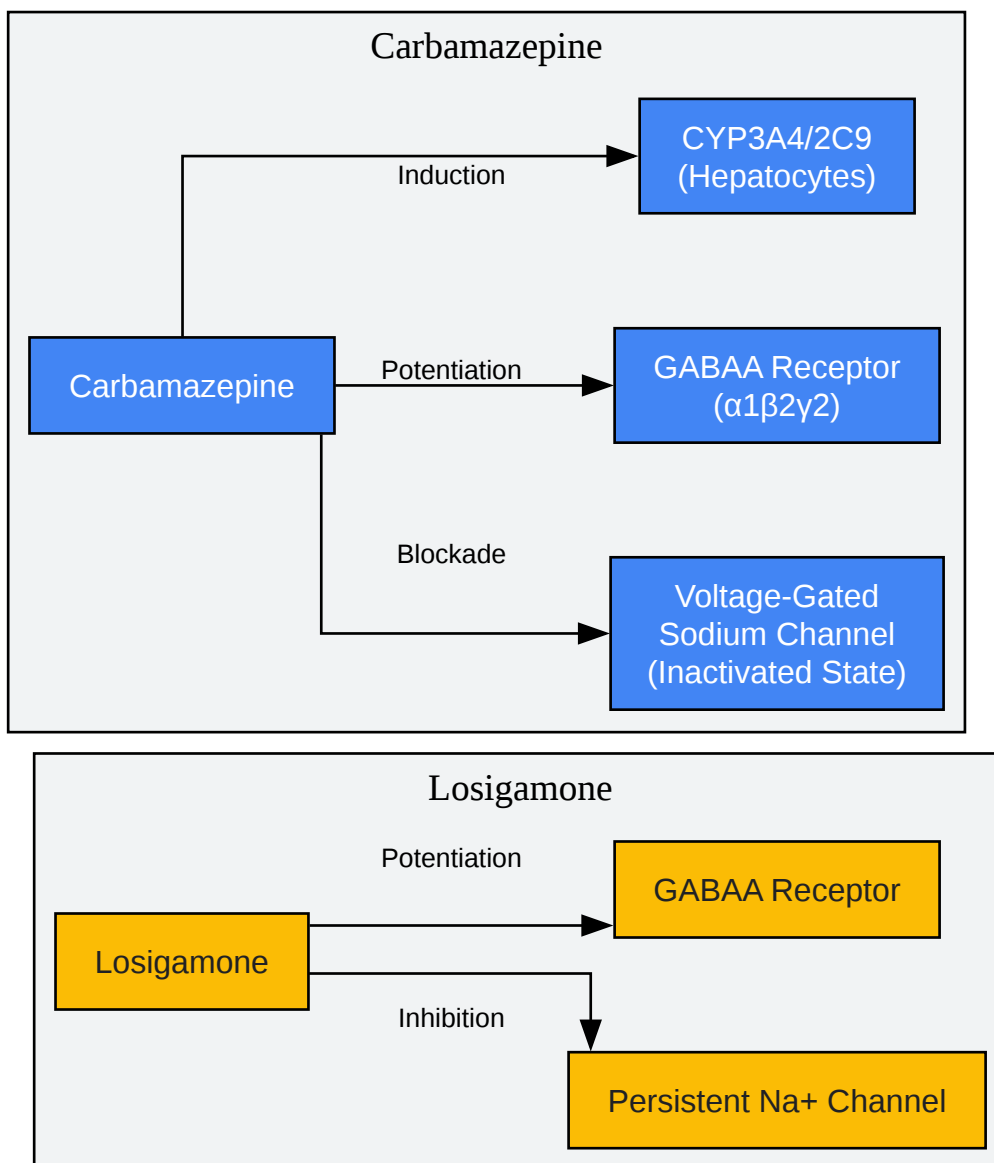 Carbamazepine
CYP3A4/2C9
(Hepatocytes)
Induction
Carbamazepine
Potentiation
GABAA Receptor
(α1β2γ2)
Blockade
Voltage-Gated
Sodium Channel
(Inactivated State)
Losigamone
Potentiation
GABAA Receptor
Losigamone
Inhibition
Persistent Na+ Channel